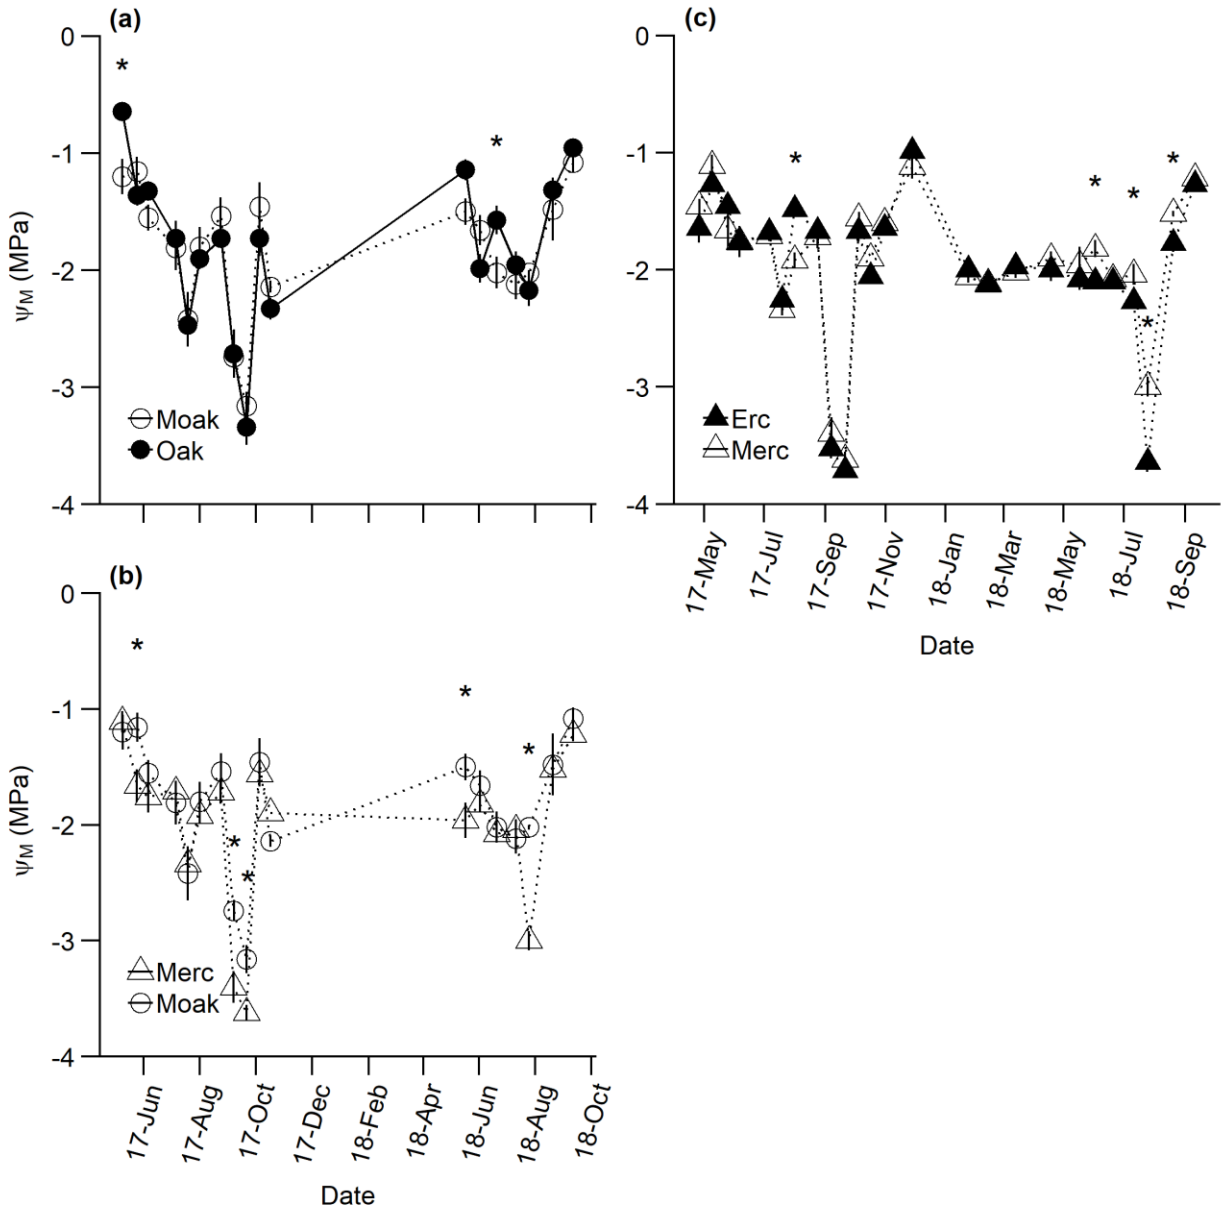 (a)
0
-1
-2
-3
-4
ψM (MPa)
*
*
Moak
Oak
(b)
0
-1
-2
-3
-4
ψM (MPa)
*
*
*
*
*
Merc
Moak
17-Jun
17-Aug
17-Oct
17-Dec
18-Feb
18-Apr
18-Jun
18-Aug
18-Oct
Date
(c)
0
-1
-2
-3
-4
*
*
*
*
*
Erc
Merc
17-May
17-Jul
17-Sep
17-Nov
18-Jan
18-Mar
18-May
18-Jul
18-Sep
Date